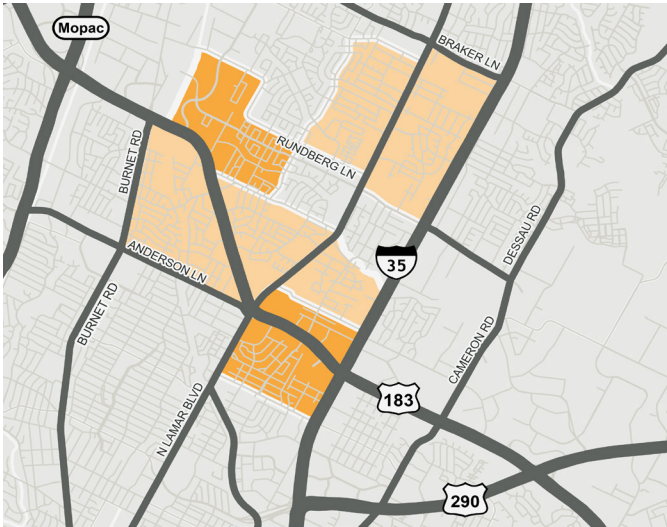 Mopac
BRAKER LN
BURNET RD
RUNDBERG LN
DESSAU RD
ANDERSON LN
35
BURNET RD
CAMERON RD
N LAMAR BLVD
183
290